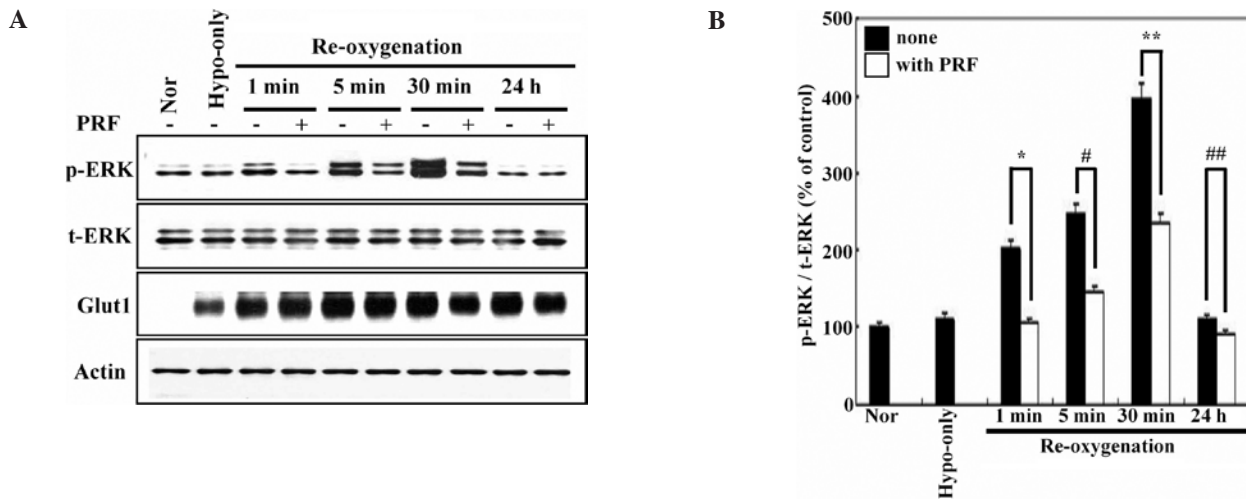 A
Nor
Hypo-only
Re-oxygenation
1 min 5 min 30 min 24 h
PRF - - - + - + - + - +
p-ERK
t-ERK
Glut1
Actin
B
p-ERK / t-ERK (% of control)
500
400
300
200
100
0
none
with PRF
*
#
**
##
Nor
Hypo-only
1 min 5 min 30 min 24 h
Re-oxygenation